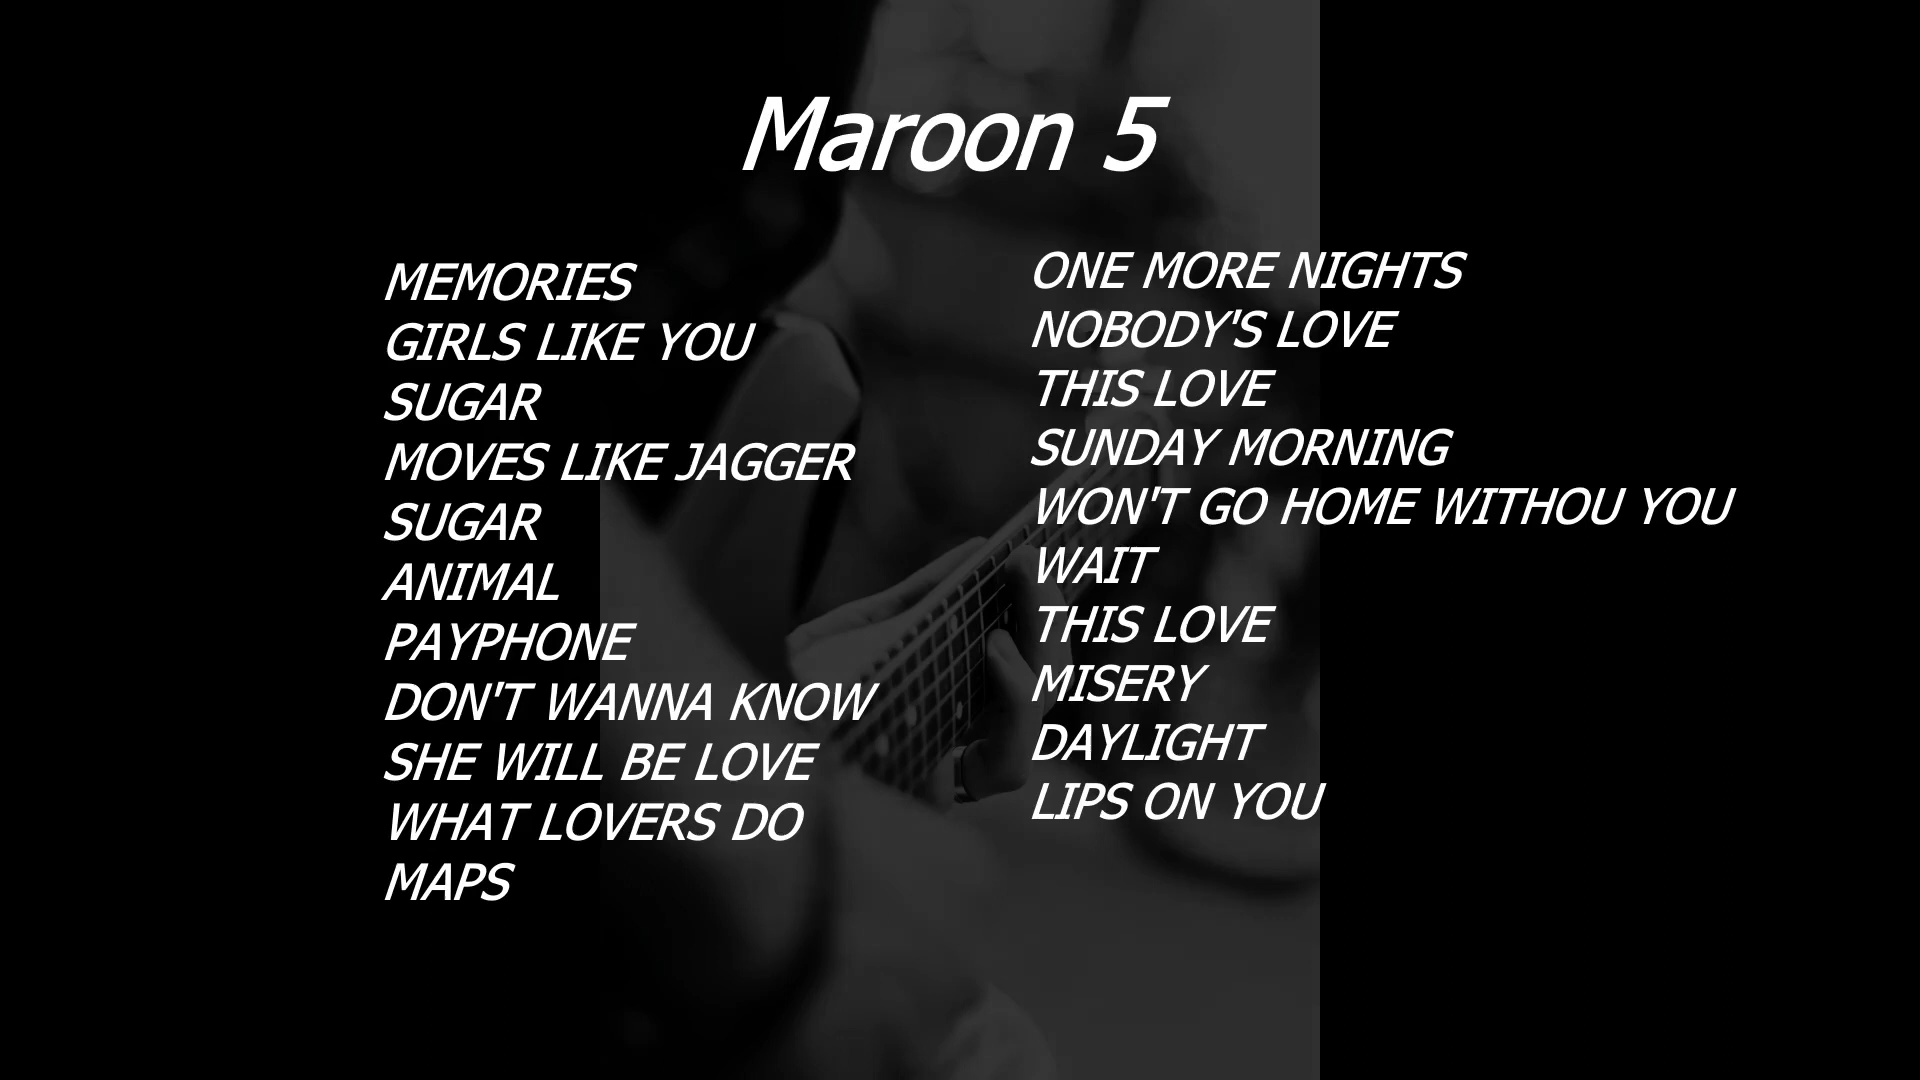 Maroon 5
MEMORIES
GIRLS LIKE YOU
SUGAR
MOVES LIKE JAGGER
SUGAR
ANIMAL
PAYPHONE
DON'T WANNA KNOW
SHE WILL BE LOVE
WHAT LOVERS DO
MAPS
ONE MORE NIGHTS
NOBODY'S LOVE
THIS LOVE
SUNDAY MORNING
WON'T GO HOME WITHOU YOU
WAIT
THIS LOVE
MISERY
DAYLIGHT
LIPS ON YOU